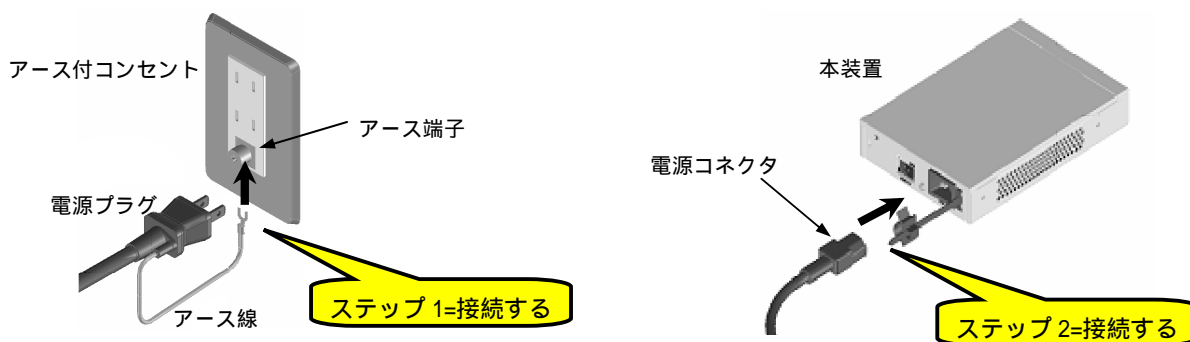 アース付コンセント
アース端子
電源プラグ
アース線
ステップ 1=接続する
本装置
電源コネクタ
ステップ 2=接続する